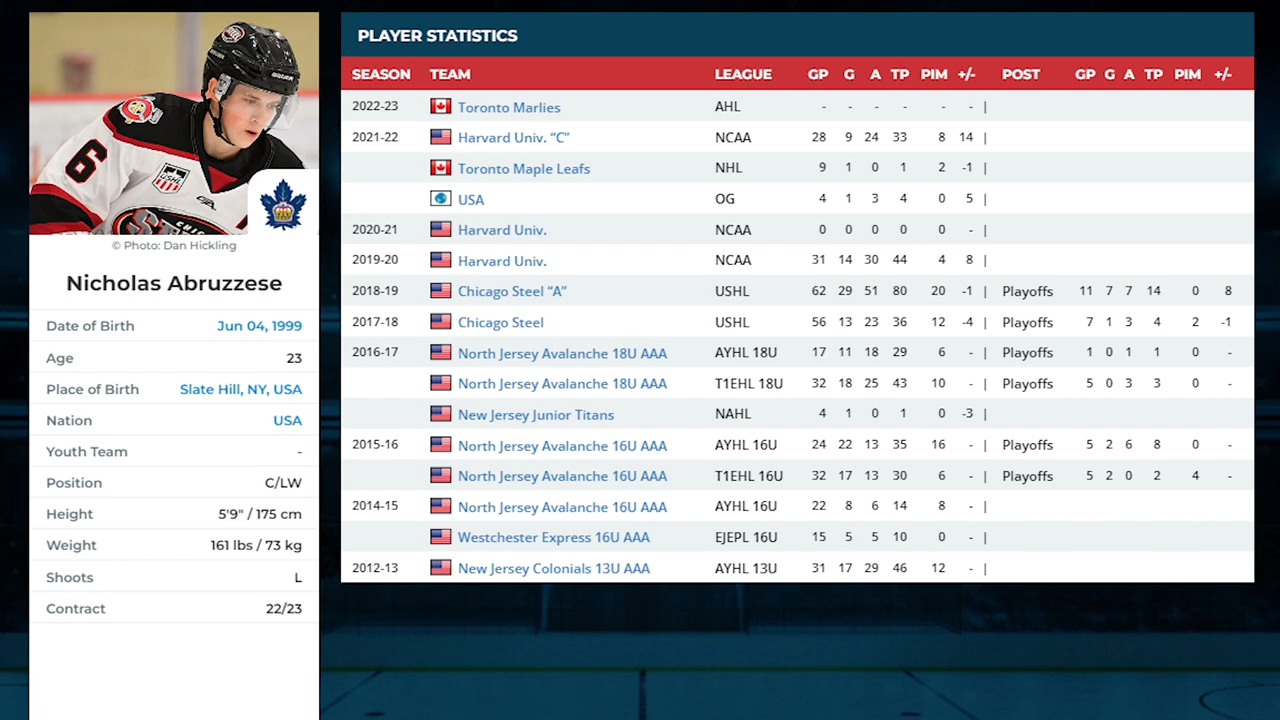 PLAYER STATISTICS
SEASON TEAM LEAGUE GP G A TP PIM +/- POST GP G A TP PIM +/-
2022-23 Toronto Marlies AHL - - - - - - |
2021-22 Harvard Univ. “C” NCAA 28 9 24 33 8 14 |
Toronto Maple Leafs NHL 9 1 0 1 2 -1 |
USA OG 4 1 3 4 0 5 |
2020-21 Harvard Univ. NCAA 0 0 0 0 0 - |
2019-20 Harvard Univ. NCAA 31 14 30 44 4 8 |
2018-19 Chicago Steel “A” USHL 62 29 51 80 20 -1 | Playoffs 11 7 7 14 0 8
2017-18 Chicago Steel USHL 56 13 23 36 12 -4 | Playoffs 7 1 3 4 2 -1
2016-17 North Jersey Avalanche 18U AAA AYHL 18U 17 11 18 29 6 - | Playoffs 1 0 1 1 0 -
North Jersey Avalanche 18U AAA T1EHL 18U 32 18 25 43 10 - | Playoffs 5 0 3 3 0 -
New Jersey Junior Titans NAHL 4 1 0 1 0 -3 |
2015-16 North Jersey Avalanche 16U AAA AYHL 16U 24 22 13 35 16 - | Playoffs 5 2 6 8 0 -
North Jersey Avalanche 16U AAA T1EHL 16U 32 17 13 30 6 - | Playoffs 5 2 0 2 4 -
2014-15 North Jersey Avalanche 16U AAA AYHL 16U 22 8 6 14 8 - |
Westchester Express 16U AAA EJEPL 16U 15 5 5 10 0 - |
2012-13 New Jersey Colonials 13U AAA AYHL 13U 31 17 29 46 12 - |
6
USHL
© Photo: Dan Hickling
Nicholas Abruzzese
Date of Birth Jun 04, 1999
Age 23
Place of Birth Slate Hill, NY, USA
Nation USA
Youth Team -
Position C/LW
Height 5'9" / 175 cm
Weight 161 lbs / 73 kg
Shoots L
Contract 22/23